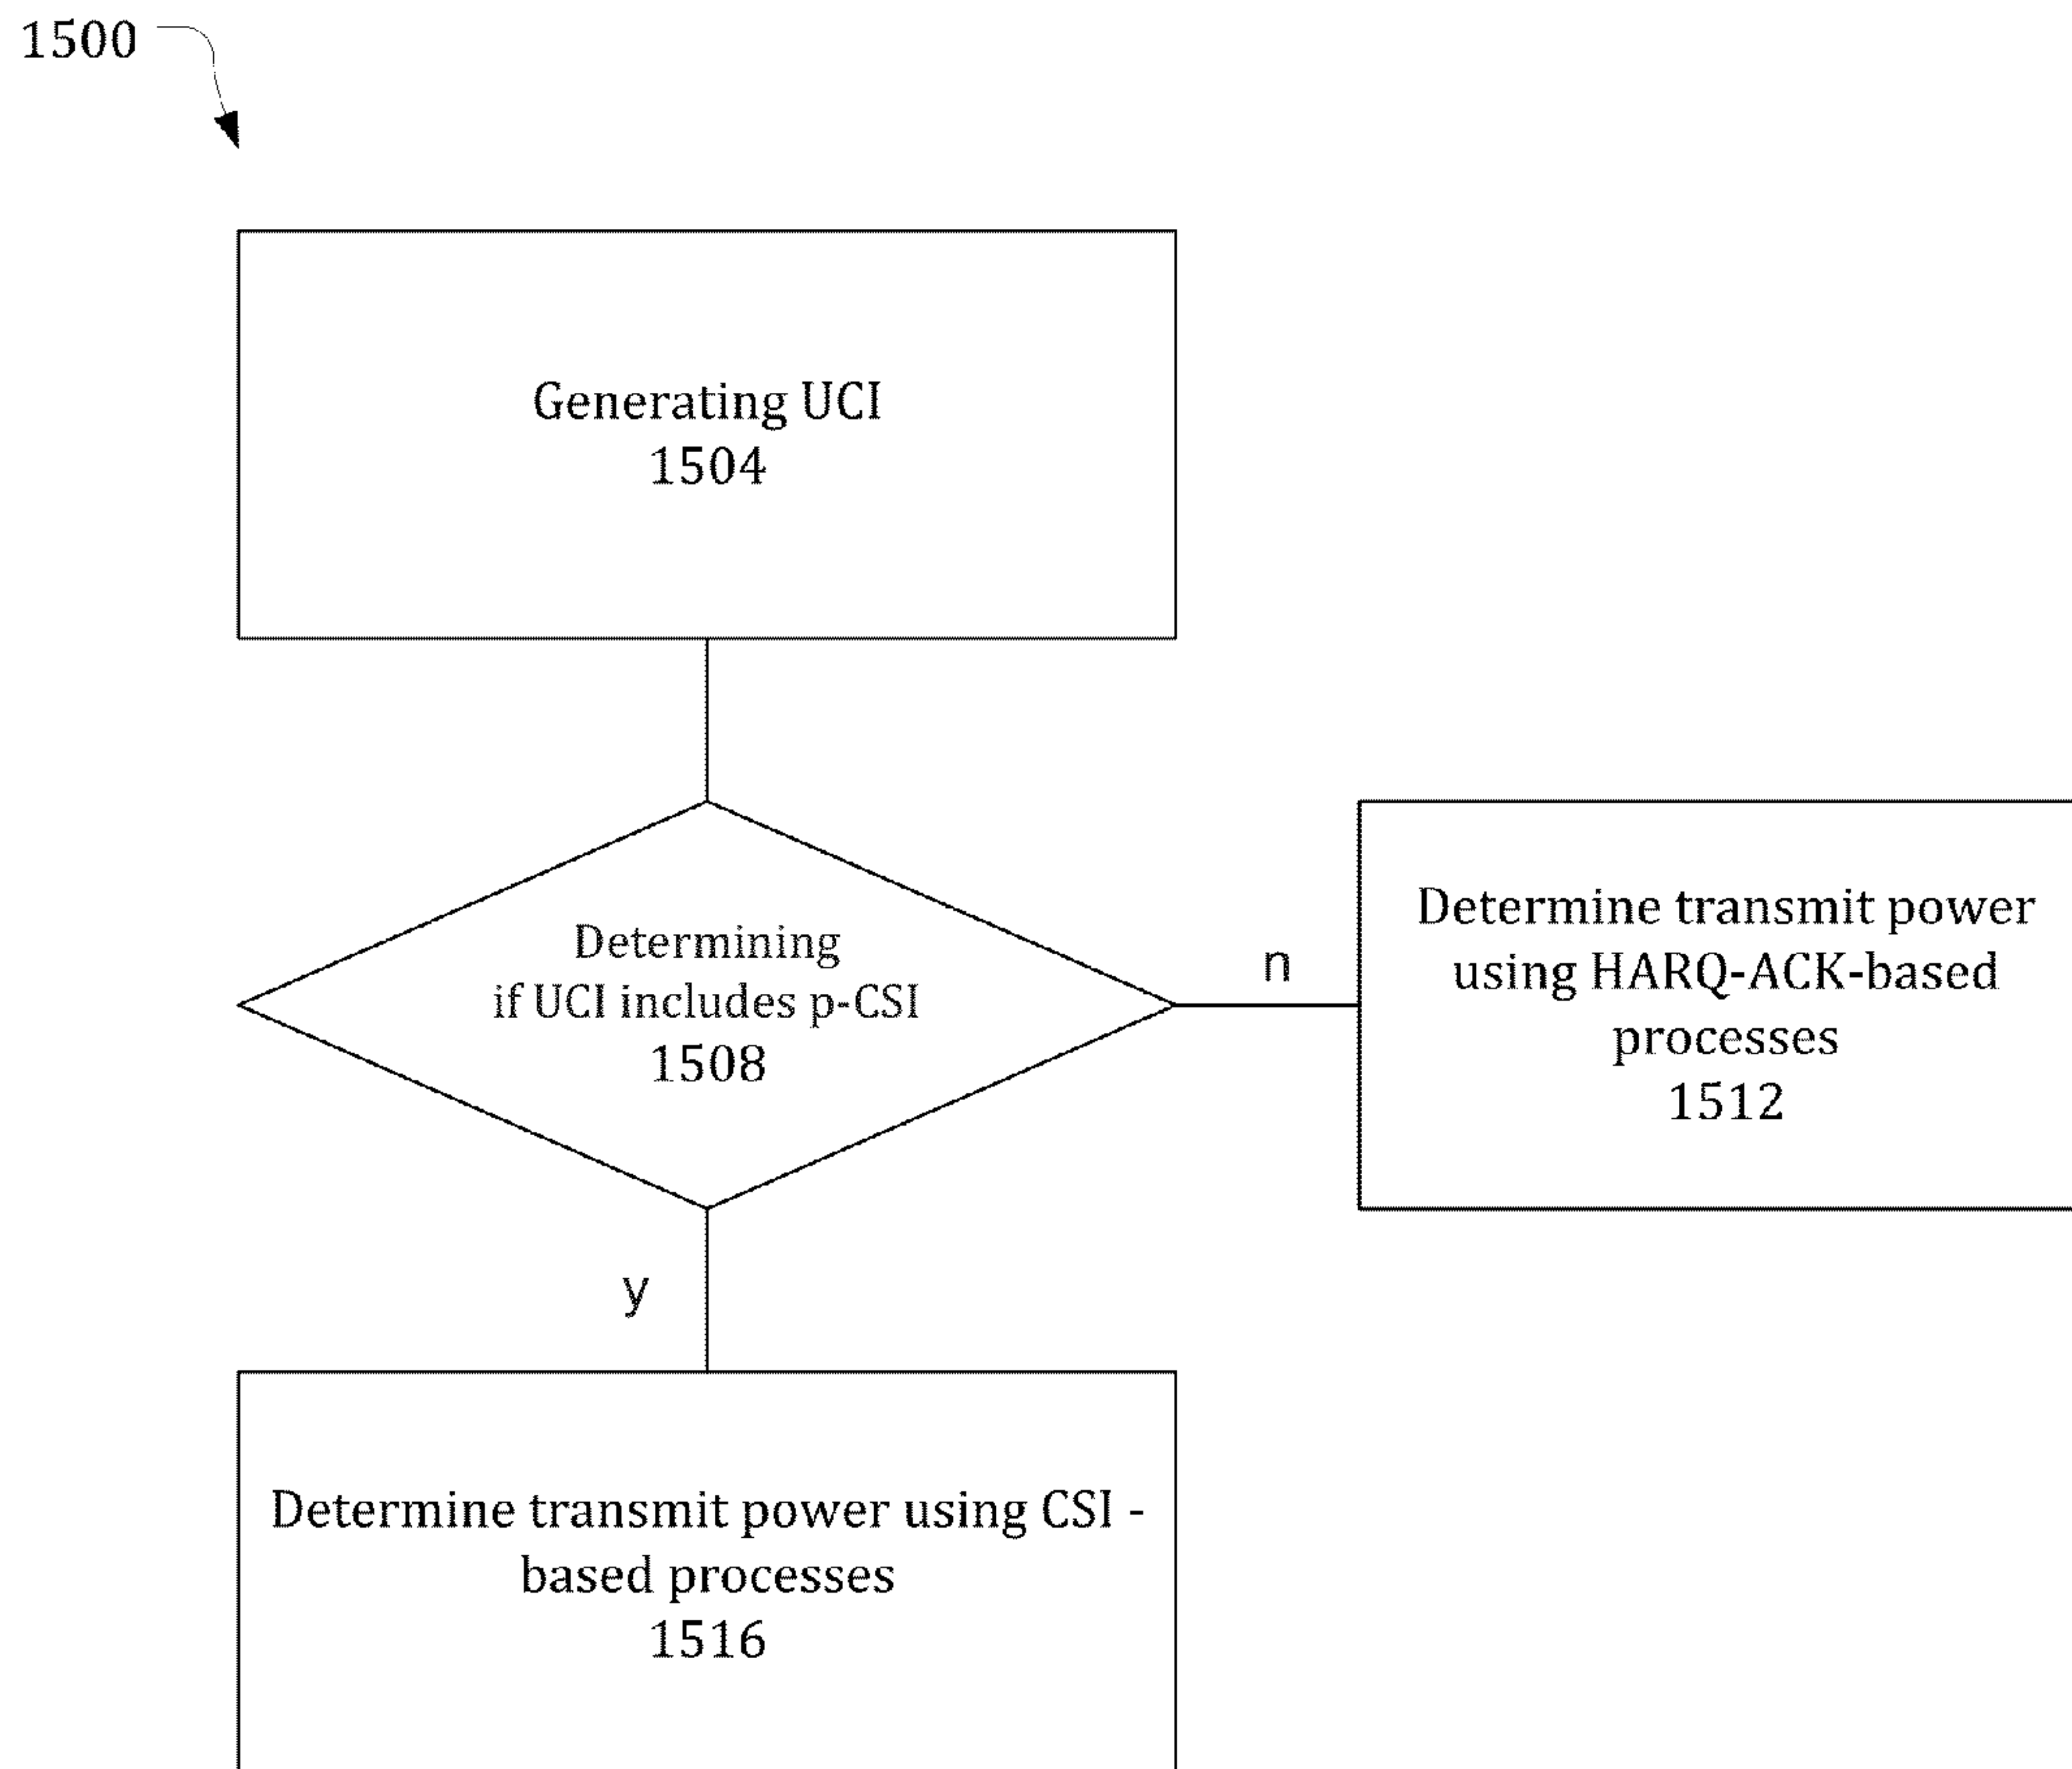 1500
Generating UCI
1504
Determining
if UCI includes p-CSI
1508
n
Determine transmit power
using HARQ-ACK-based
processes
1512
y
Determine transmit power using CSI -
based processes
1516